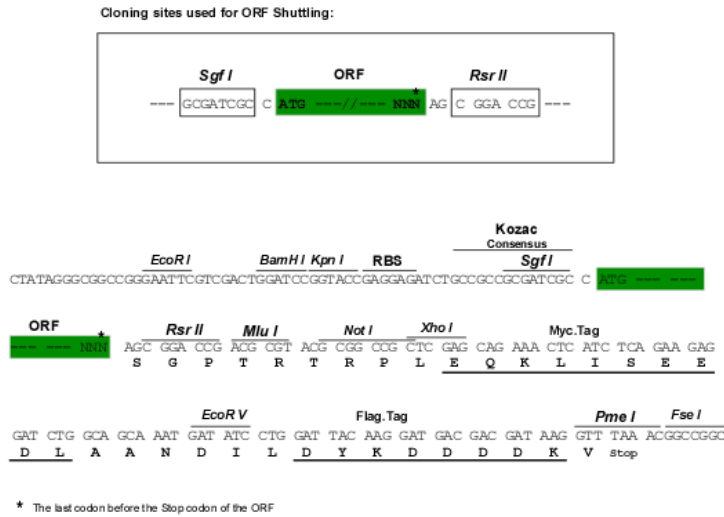 Cloning sites used for ORF Shuttling:
Sgf I ORF Rsr II
*
--- GCGATCGC C ATG ---//--- NNN AG C GGA CCG ---
Kozac
Consensus
EcoR I BamH I Kpn I RBS Sgf I
CTATAGGGCGGCCGGGAATTCGTCGACTGGATCCGGTACCGAGGAGATCTGCCGCCGCGATCGC C ATG --- ---
ORF * Rsr II Mlu I Not I Xho I Myc.Tag
--- --- NNN AGC GGA CCG ACG CGT ACG CGG CCG CTC GAG CAG AAA CTC ATC TCA GAA GAG
S G P T R T R P L E Q K L I S E E
EcoR V Flag.Tag Pme I Fse I
GAT CTG GCA GCA AAT GAT ATC CTG GAT TAC AAG GAT GAC GAC GAT AAG GTT TAA ACGGCCGGC
D L A A N D I L D Y K D D D D K V Stop
* The last codon before the Stop codon of the ORF